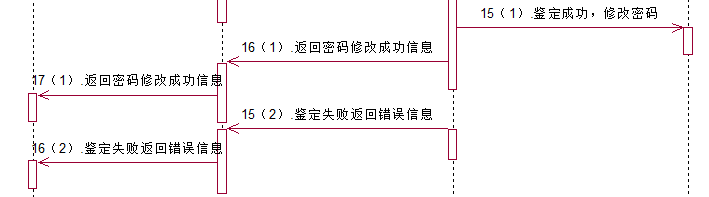 15（1）.鉴定成功，修改密码
16（1）.返回密码修改成功信息
17（1）.返回密码修改成功信息
15（2）.鉴定失败返回错误信息
16（2）.鉴定失败返回错误信息